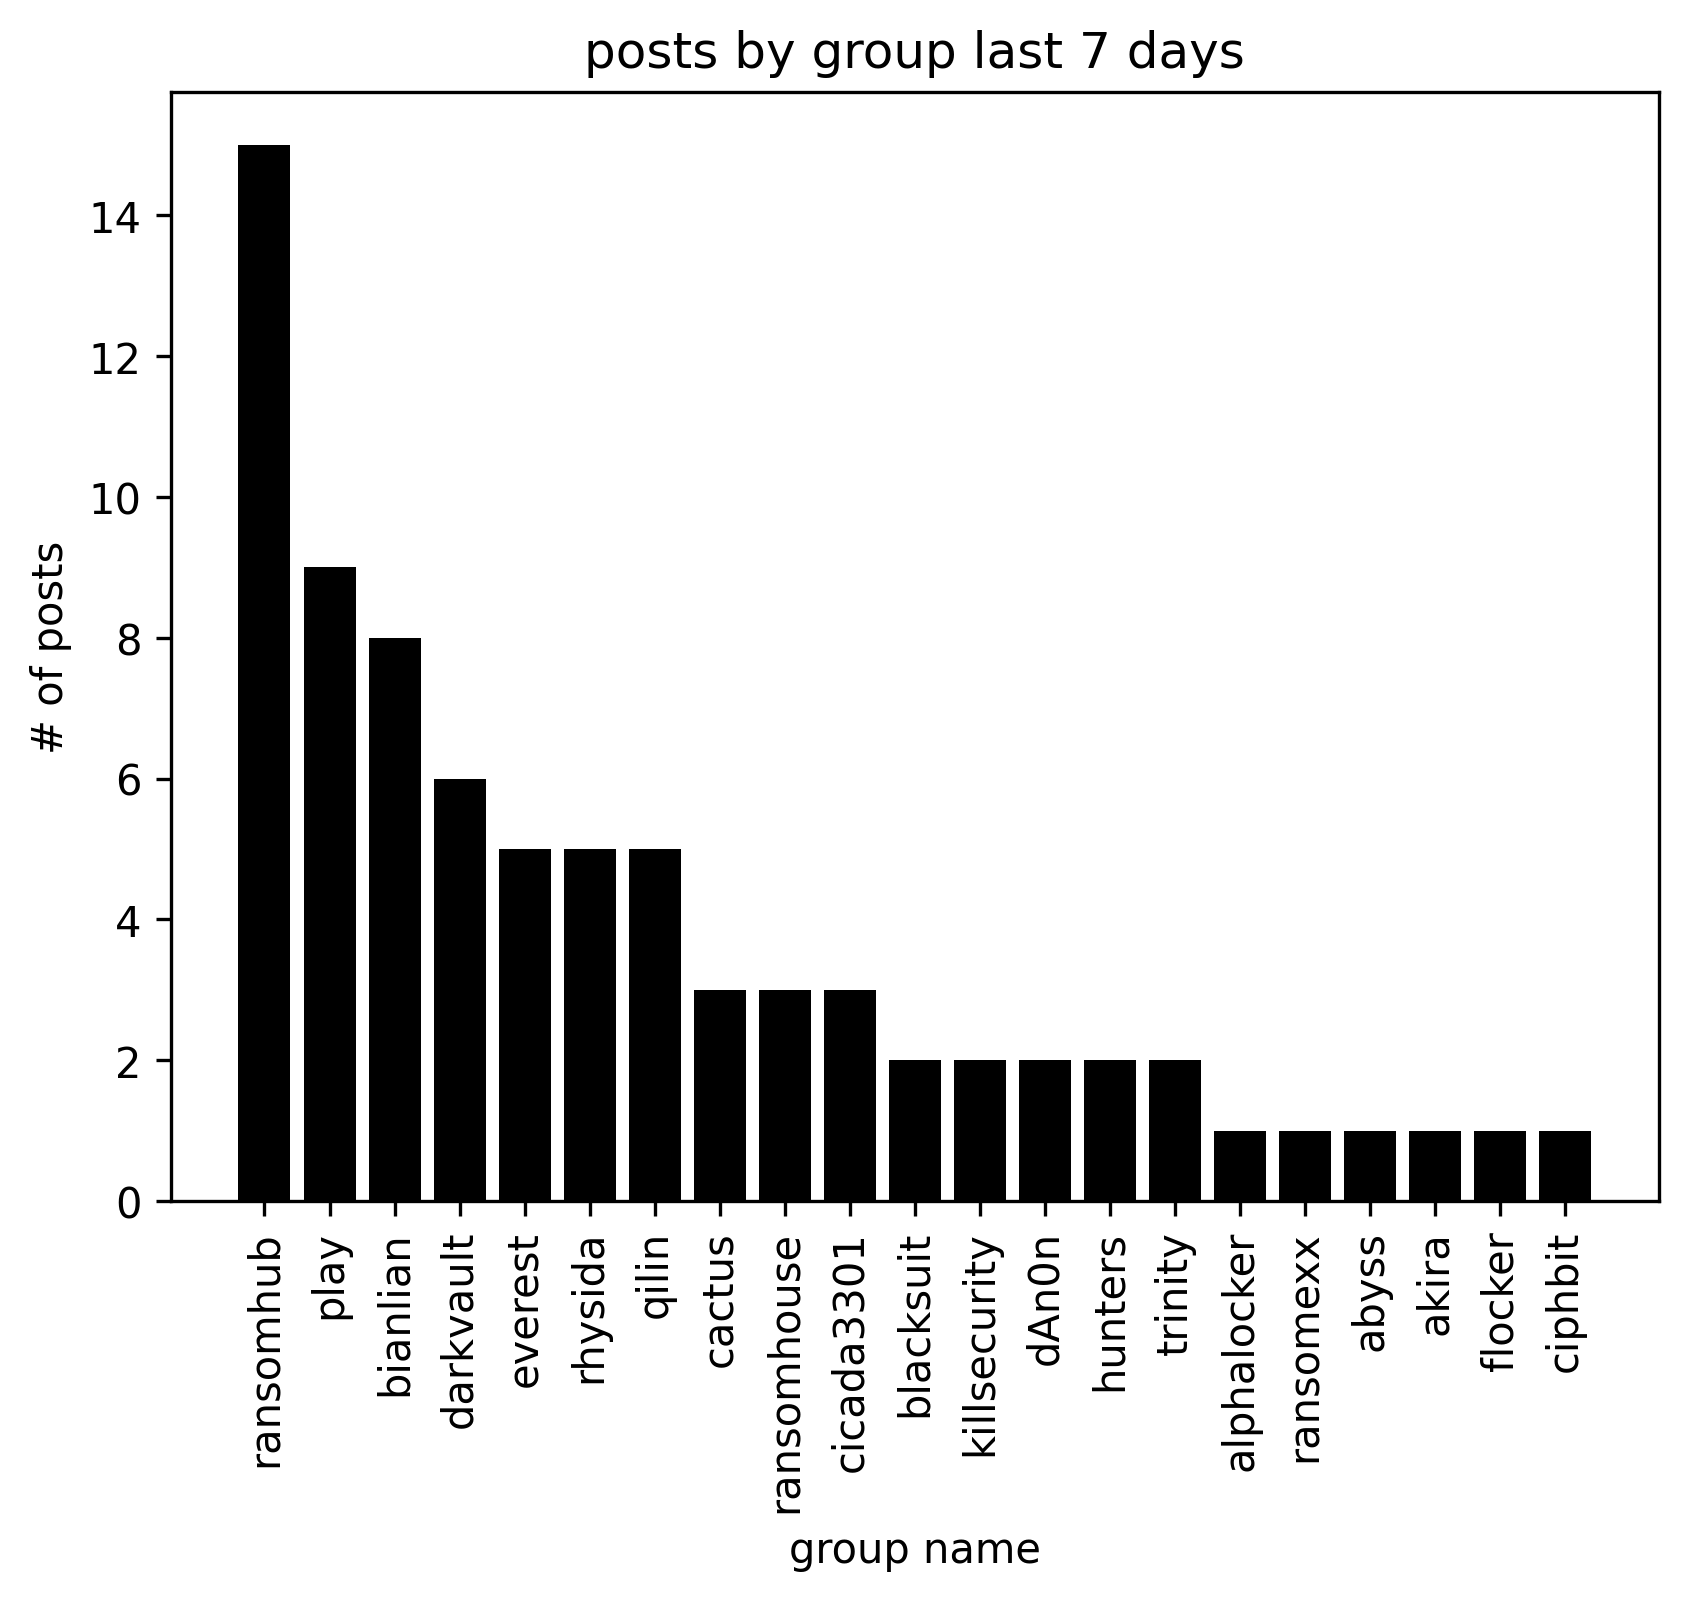 posts by group last 7 days
# of posts
14
12
10
8
6
4
2
0
ransomhub
play
bianlian
darkvault
everest
rhysida
qilin
cactus
ransomhouse
cicada3301
blacksuit
killsecurity
dAn0n
hunters
trinity
alphalocker
ransomexx
abyss
akira
flocker
ciphbit
group name